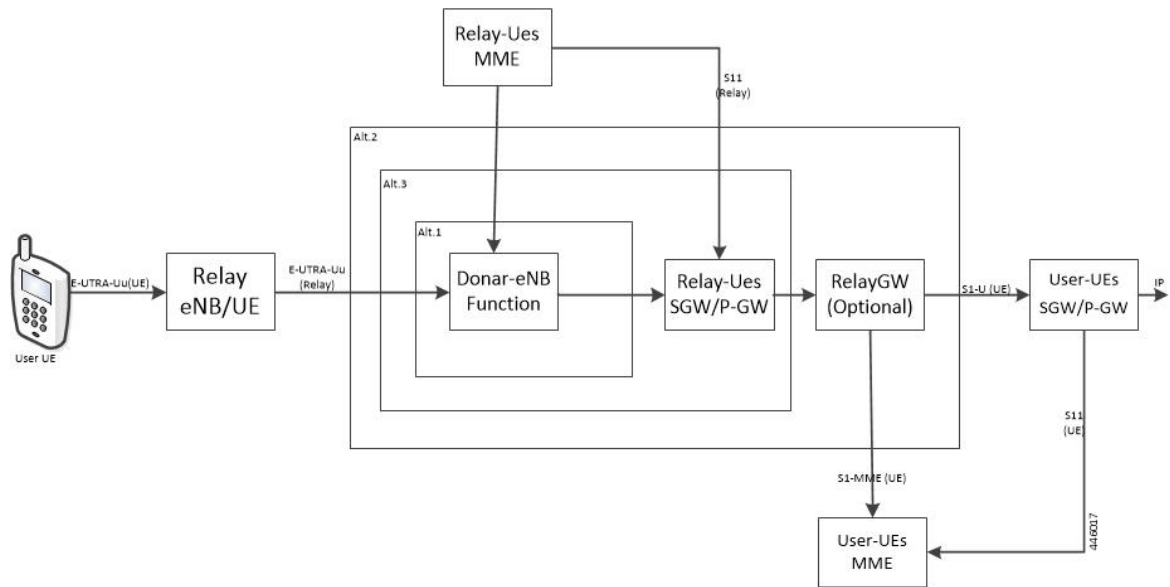 Relay-Ues
MME
S11
(Relay)
Alt.2
Alt.3
Alt.1
E-UTRA-Uu(UE)
User UE
Relay
eNB/UE
E-UTRA-Uu
(Relay)
Donar-eNB
Function
Relay-Ues
SGW/P-GW
RelayGW
(Optional)
S1-U (UE)
User-UEs
SGW/P-GW
IP
S11
(UE)
S1-MME (UE)
User-UEs
MME
446017